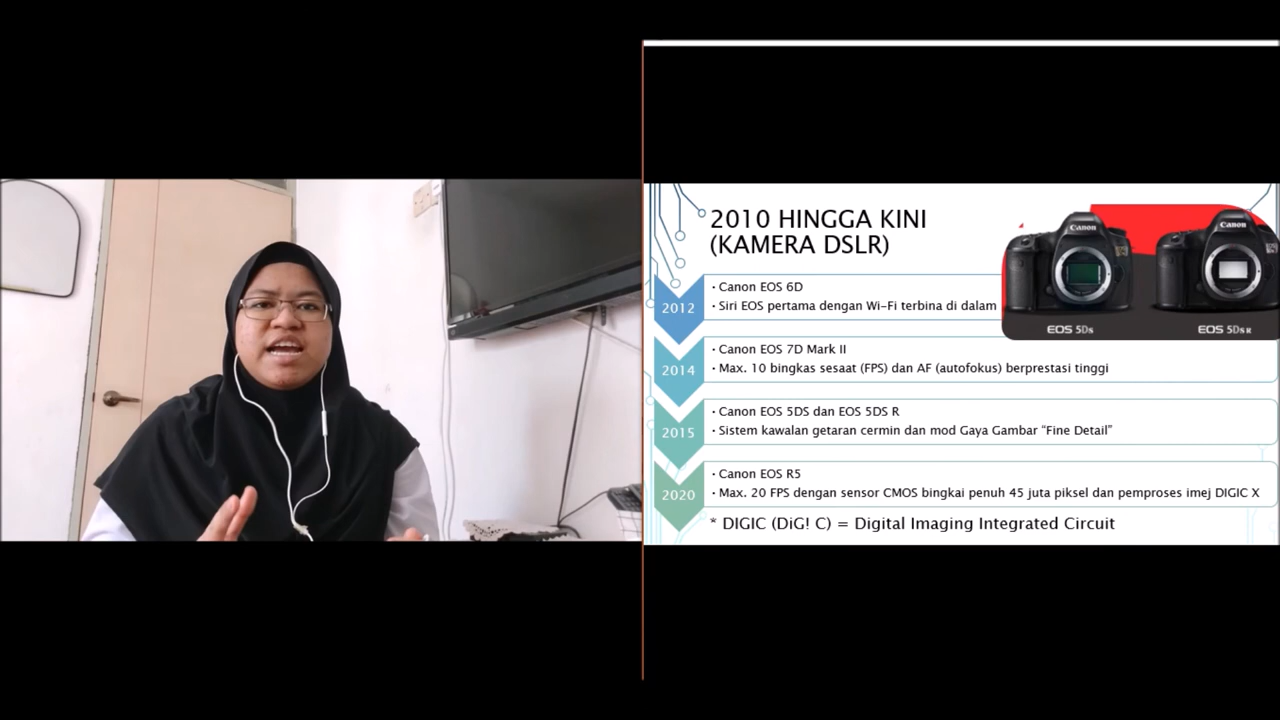 2010 HINGGA KINI
(KAMERA DSLR)
Canon
Canon
EOS 5Ds
EOS 5Ds R
2012
• Canon EOS 6D
• Siri EOS pertama dengan Wi-Fi terbina di dalam
2014
• Canon EOS 7D Mark II
• Max. 10 bingkas sesaat (FPS) dan AF (autofokus) berprestasi tinggi
2015
• Canon EOS 5DS dan EOS 5DS R
• Sistem kawalan getaran cermin dan mod Gaya Gambar “Fine Detail”
2020
• Canon EOS R5
• Max. 20 FPS dengan sensor CMOS bingkai penuh 45 juta piksel dan pemproses imej DIGIC X
* DIGIC (DiG! C) = Digital Imaging Integrated Circuit